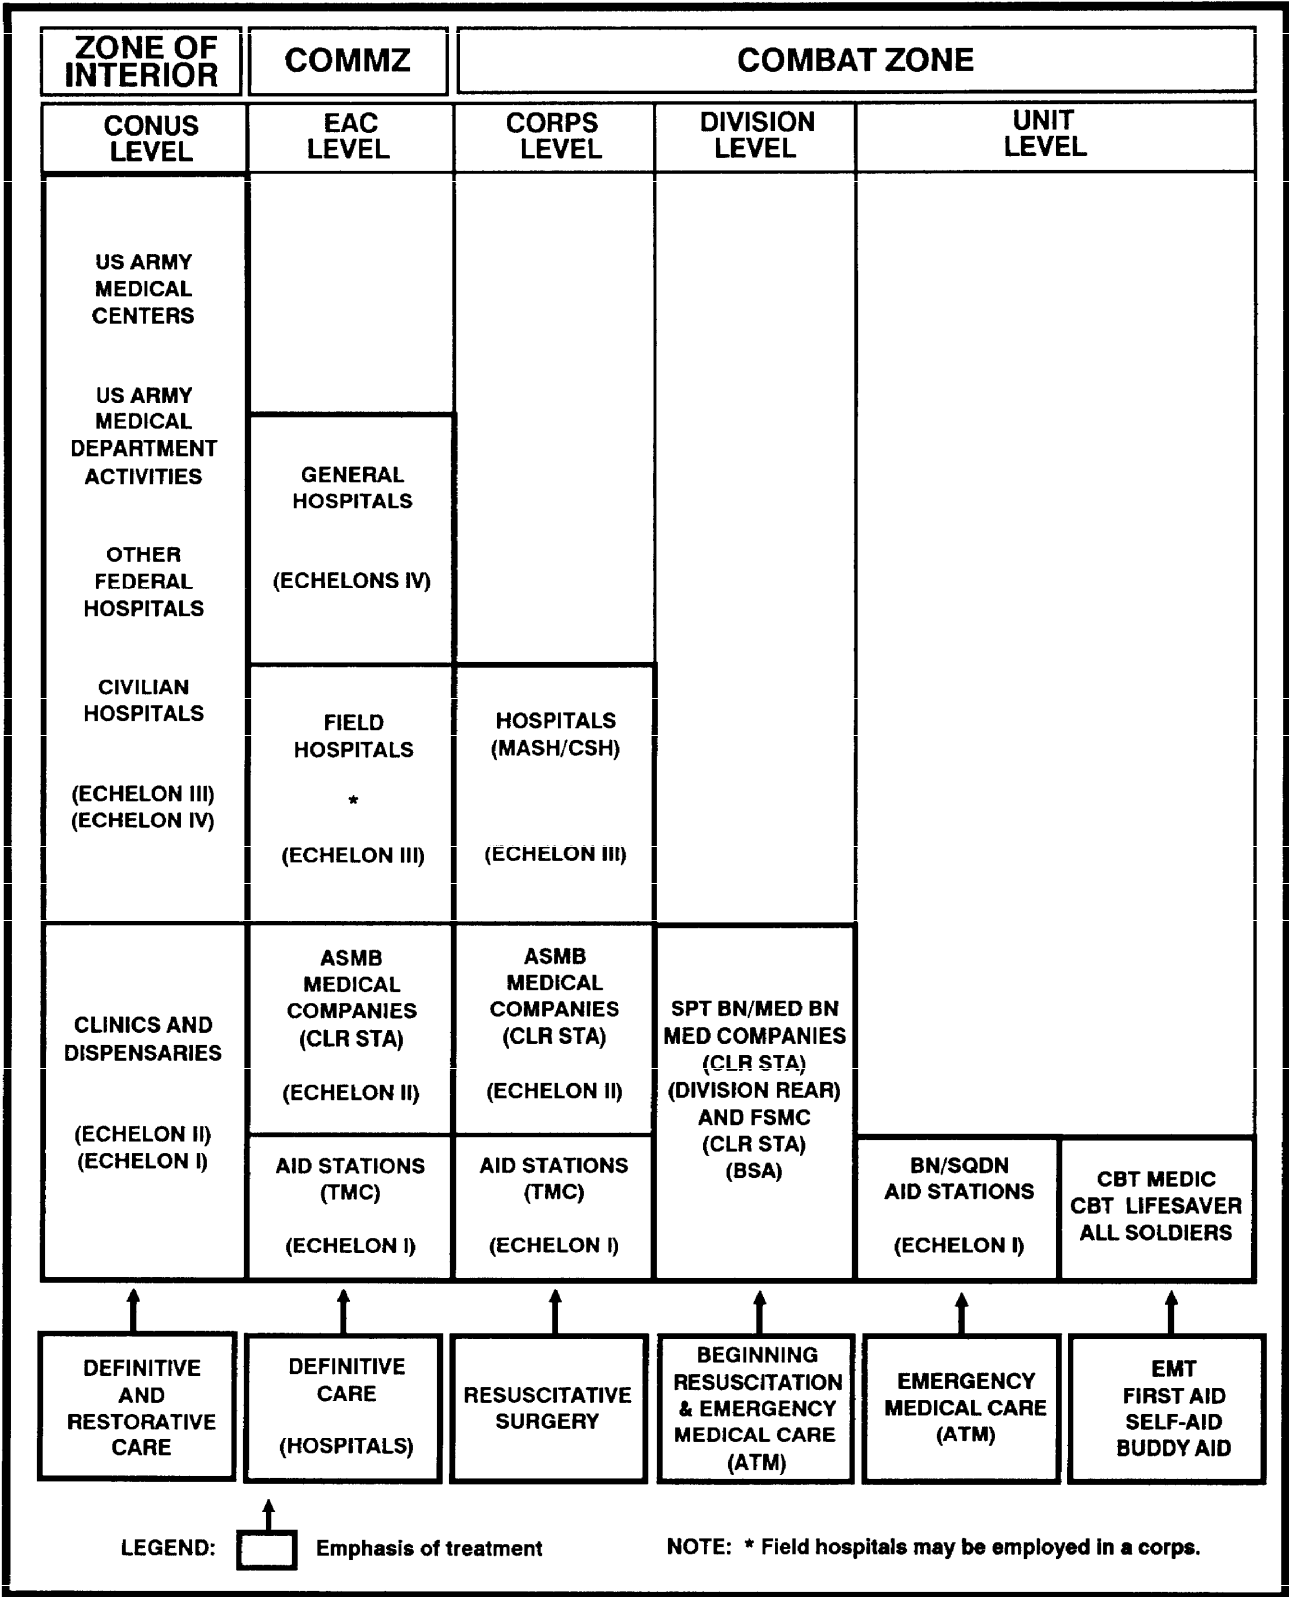 ZONE OF
INTERIOR
COMMZ
COMBAT ZONE
CONUS
LEVEL
EAC
LEVEL
CORPS
LEVEL
DIVISION
LEVEL
UNIT
LEVEL
US ARMY
MEDICAL
CENTERS
US ARMY
MEDICAL
DEPARTMENT
ACTIVITIES
OTHER
FEDERAL
HOSPITALS
CIVILIAN
HOSPITALS
(ECHELON III)
(ECHELON IV)
GENERAL
HOSPITALS
(ECHELONS IV)
FIELD
HOSPITALS
*
(ECHELON III)
HOSPITALS
(MASH/CSH)
(ECHELON III)
CLINICS AND
DISPENSARIES
(ECHELON II)
(ECHELON I)
ASMB
MEDICAL
COMPANIES
(CLR STA)
(ECHELON II)
AID STATIONS
(TMC)
(ECHELON I)
ASMB
MEDICAL
COMPANIES
(CLR STA)
(ECHELON II)
AID STATIONS
(TMC)
(ECHELON I)
SPT BN/MED BN
MED COMPANIES
(CLR STA)
(DIVISION REAR)
AND FSMC
(CLR STA)
(BSA)
BN/SQDN
AID STATIONS
(ECHELON I)
CBT MEDIC
CBT LIFESAVER
ALL SOLDIERS
DEFINITIVE
AND
RESTORATIVE
CARE
DEFINITIVE
CARE
(HOSPITALS)
RESUSCITATIVE
SURGERY
BEGINNING
RESUSCITATION
& EMERGENCY
MEDICAL CARE
(ATM)
EMERGENCY
MEDICAL CARE
(ATM)
EMT
FIRST AID
SELF-AID
BUDDY AID
LEGEND: Emphasis of treatment
NOTE: * Field hospitals may be employed in a corps.